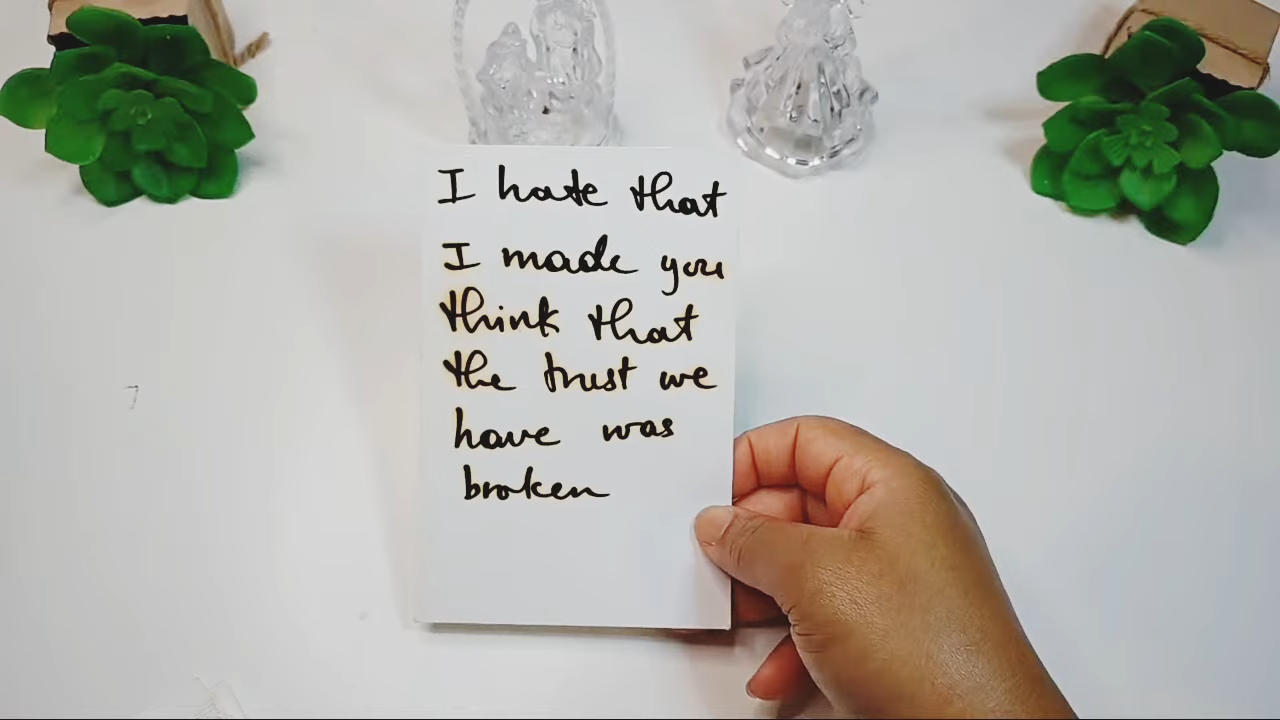 I hate that
I made you
think that
the trust we
have was
broken